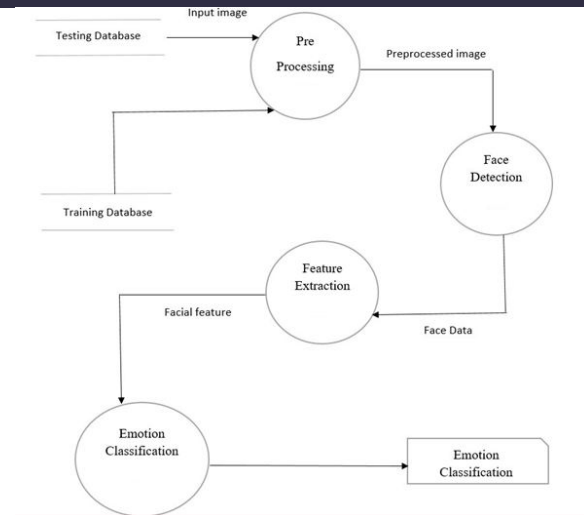 Input image
Testing Database
Pre
Processing
Preprocessed image
Face
Detection
Training Database
Feature
Extraction
Facial feature
Face Data
Emotion
Classification
Emotion
Classification